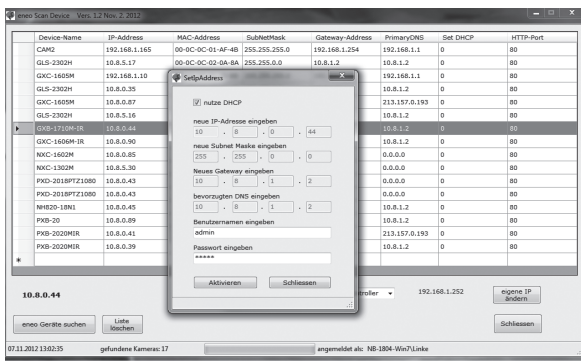 eneo Scan Device Vers. 1.2 Nov. 2. 2012
Device-Name IP-Address MAC-Address SubNetMask Gateway-Address PrimaryDNS Set DHCP HTTP-Port
CAM2 192.168.1.165 00-0C-0C-01-AF-4B 255.255.255.0 192.168.1.254 192.168.1.1 0 80
GLS-2302H 10.8.5.17 00-0C-0C-02-0A-8A 255.255.0.0 10.8.1.2 10.8.1.2 0 80
GXC-1605M 192.168.1.10 192.168.1.1 0 80
GLS-2302H 10.8.0.35 10.8.1.2 0 80
GXC-1605M 10.8.0.87 213.157.0.193 0 80
GLS-2302H 10.8.5.16 10.8.1.2 0 80
GXB-1710M-IR 10.8.0.44 10.8.1.2 0 80
GXC-1606M-IR 10.8.0.90 10.8.1.2 0 80
NXC-1602M 10.8.0.85 0.0.0.0 0 80
NXC-1302M 10.8.5.30 0.0.0.0 0 80
PXD-2018PTZ1080 10.8.0.43 0.0.0.0 0 80
PXD-2018PTZ1080 10.8.0.43 0.0.0.0 0 80
NH820-18N1 10.8.0.45 10.8.1.2 0 80
PXB-20 10.8.0.89 10.8.1.2 0 80
PXB-2020MIR 10.8.0.41 213.157.0.193 0 80
PXB-2020MIR 10.8.0.39 10.8.1.2 0 80
SetIpAddress
nutze DHCP
neue IP-Adresse eingeben
10 . 8 . 0 . 44
neue Subnet Maske eingeben
255 . 255 . 0 . 0
Neues Gateway eingeben
10 . 8 . 1 . 2
bevorzugten DNS eingeben
10 . 8 . 1 . 2
Benutzernamen eingeben
admin
Passwort eingeben
*****
Aktivieren Schliessen
10.8.0.44 192.168.1.252 eigene IP
ändern
eneo Geräte suchen Liste
löschen Schliessen
07.11.2012 13:02:35 gefundene Kameras: 17 angemeldet als: NB-1804-Win7\Linke